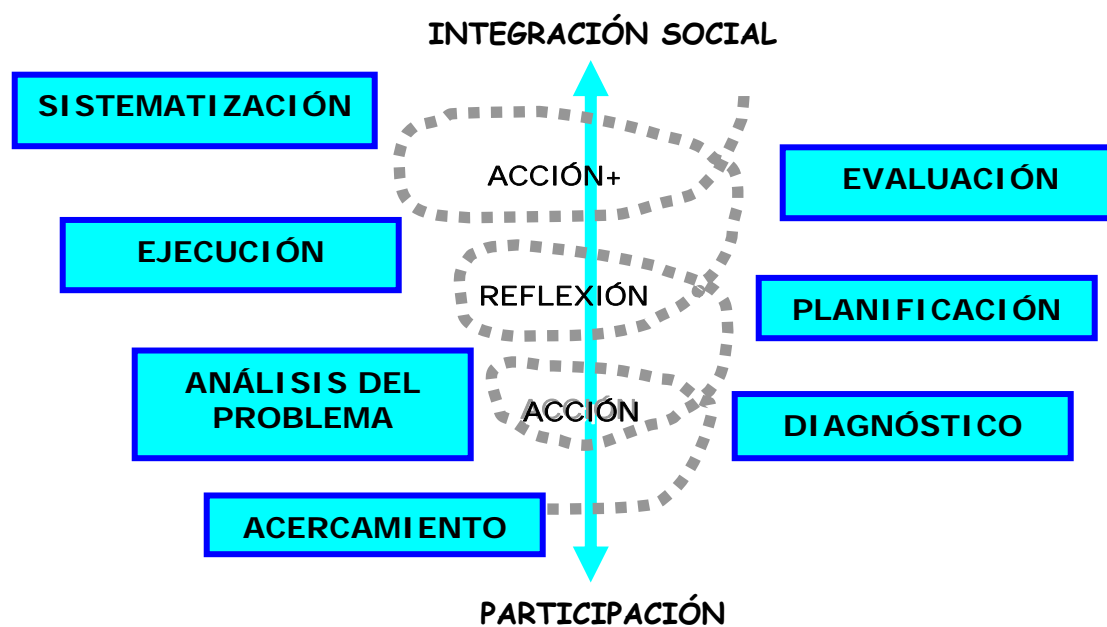 INTEGRACIÓN SOCIAL
SISTEMATIZACIÓN
ACCIÓN+
EVALUACIÓN
EJECUCIÓN
REFLEXIÓN
PLANIFICACIÓN
ANÁLISIS DEL
PROBLEMA
ACCIÓN
DIAGNÓSTICO
ACERCAMIENTO
PARTICIPACIÓN